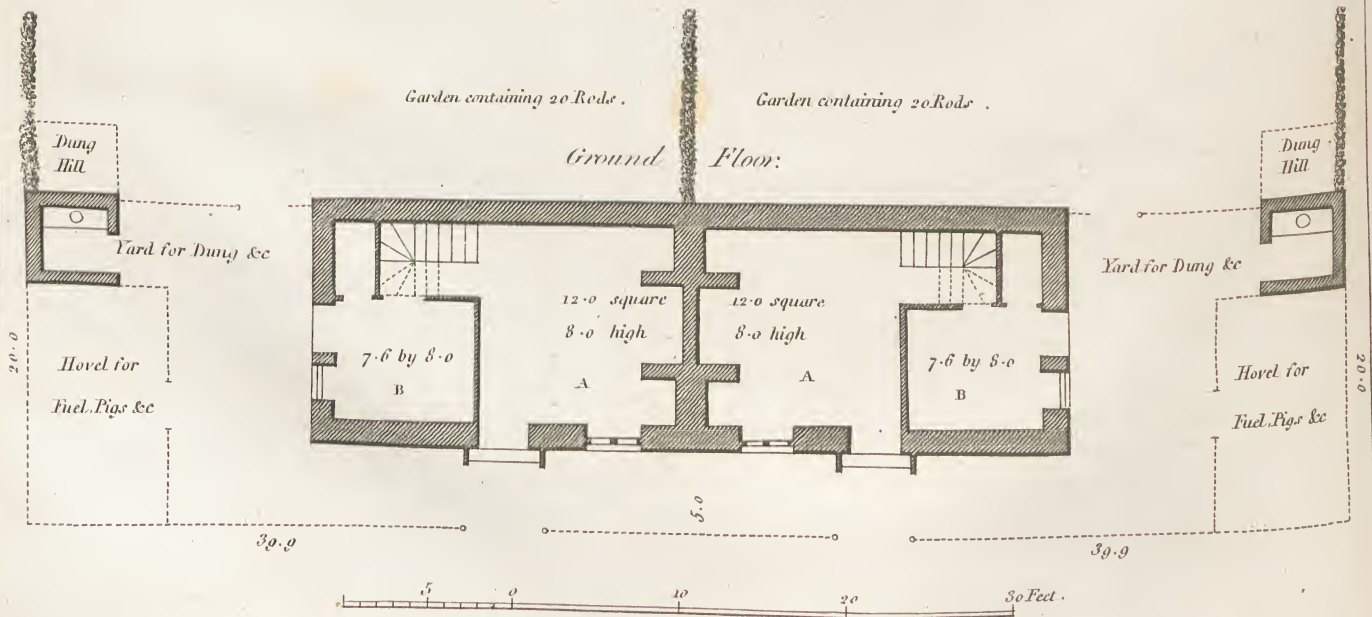 Garden containing 20 Rods.
Garden containing 20 Rods.
Ground Floor:
Dung
Hill
Dung
Hill
Yard for Dung &c
Yard for Dung &c
12.0 square
8.0 high
A
12.0 square
8.0 high
A
7.6 by 8.0
B
7.6 by 8.0
B
Hovel for
Fuel, Pigs &c
Hovel for
Fuel, Pigs &c
20.0
20.0
5.0
39.9
39.9
5 0 10 20 30 Feet.